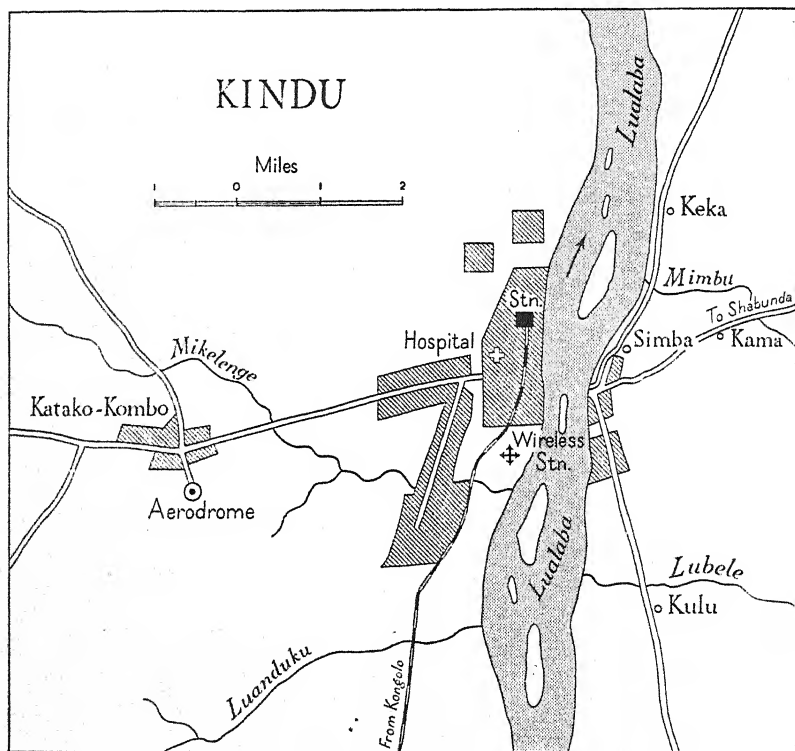 KINDU
Miles
1 0 1 2
Lualaba
Keka
Mimbu
To Shabunda
Stn.
Simba
Kama
Hospital
Mikelenge
Katako-Kombo
Wireless
Stn.
Aerodrome
Lualaba
Lubele
Kulu
Luanduku
From Kongolo